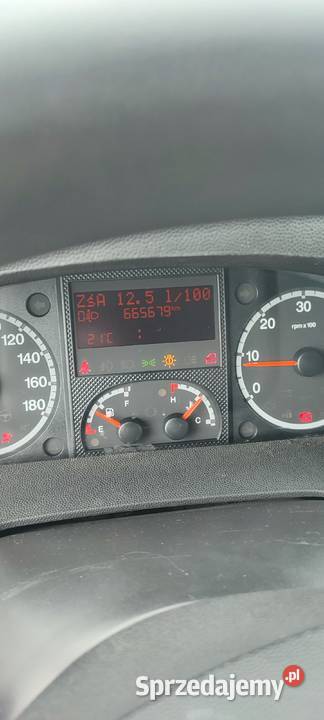 ZśA 12.5 l/100
665679 km
21c :
120
140
160
180
30
20
10
0
rpm x 100
F
E
H
C
Sprzedajemy.pl